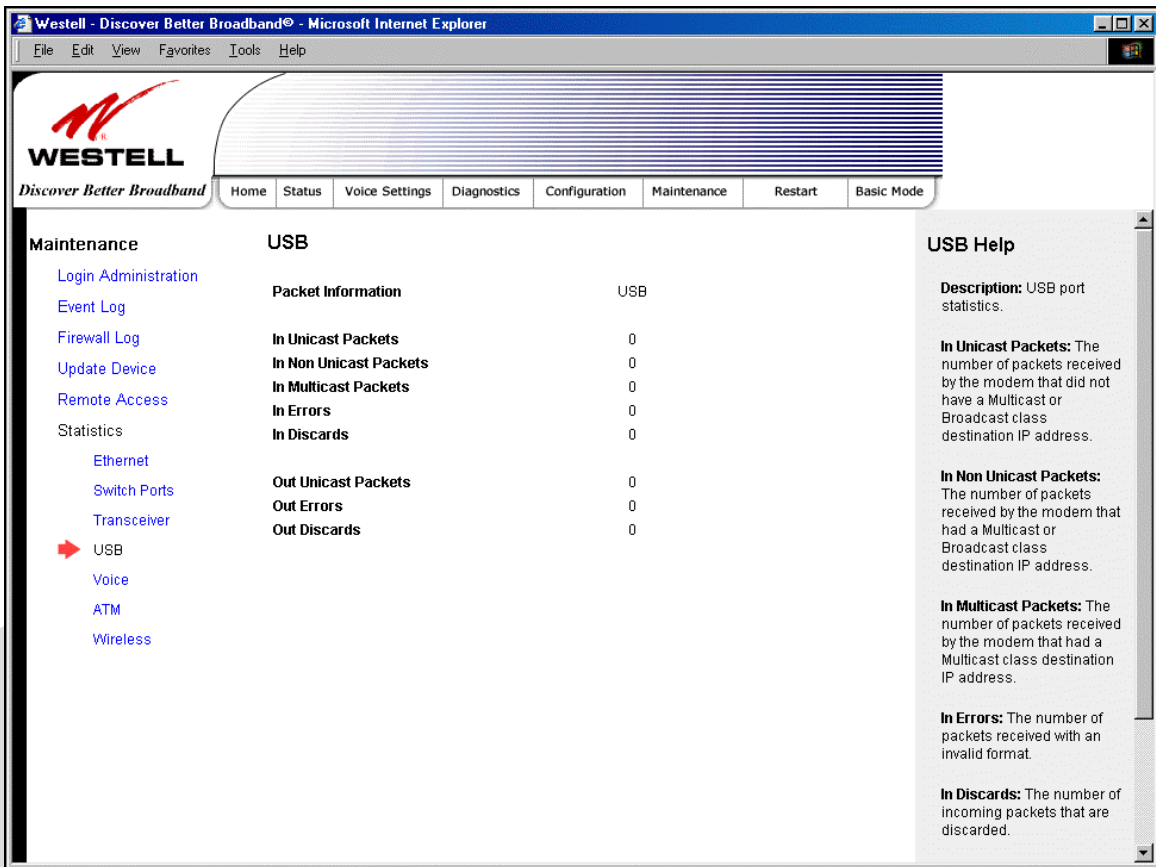 Westell - Discover Better Broadband® - Microsoft Internet Explorer
File Edit View Favorites Tools Help
WESTELL
Discover Better Broadband
Home Status Voice Settings Diagnostics Configuration Maintenance Restart Basic Mode
Maintenance
Login Administration
Event Log
Firewall Log
Update Device
Remote Access
Statistics
Ethernet
Switch Ports
Transceiver
USB
Voice
ATM
Wireless
USB
Packet Information USB
In Unicast Packets 0
In Non Unicast Packets 0
In Multicast Packets 0
In Errors 0
In Discards 0
Out Unicast Packets 0
Out Errors 0
Out Discards 0
USB Help
Description: USB port
statistics.
In Unicast Packets: The
number of packets received
by the modem that did not
have a Multicast or
Broadcast class
destination IP address.
In Non Unicast Packets:
The number of packets
received by the modem that
had a Multicast or
Broadcast class
destination IP address.
In Multicast Packets: The
number of packets received
by the modem that had a
Multicast class destination
IP address.
In Errors: The number of
packets received with an
invalid format.
In Discards: The number of
incoming packets that are
discarded.